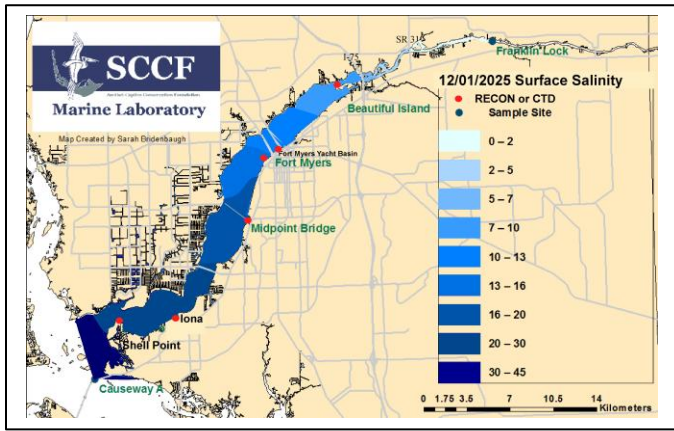 SCCF
Sanibel-Captiva Conservation Foundation
Marine Laboratory
Map Created by Sarah Bridenbaugh
SR 31
I-75
Franklin Lock
12/01/2025 Surface Salinity
RECON or CTD
Sample Site
Beautiful Island
Fort Myers Yacht Basin
Fort Myers
Midpoint Bridge
Iona
Shell Point
Causeway A
0 – 2
2 – 5
5 – 7
7 – 10
10 – 13
13 – 16
16 – 20
20 – 30
30 – 45
0 1.75 3.5 7 10.5 14
Kilometers